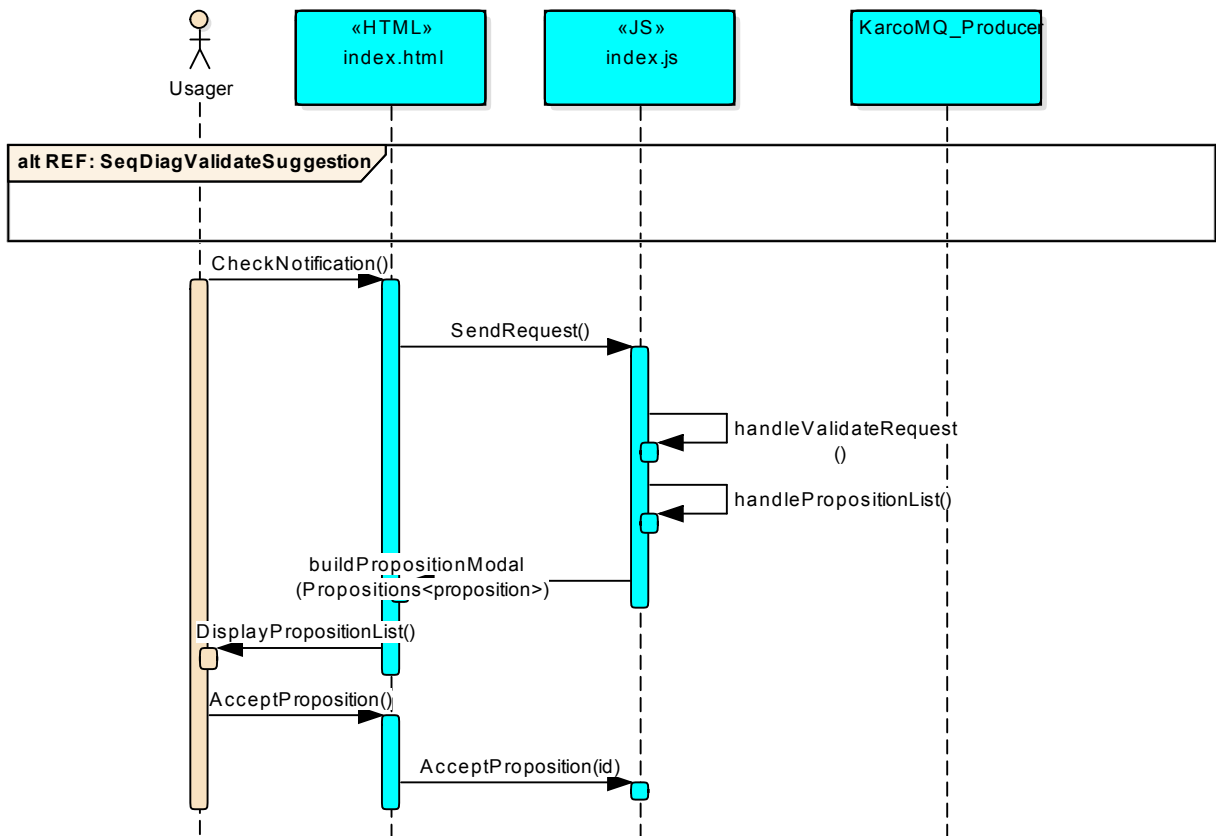 «HTML»
index.html
«JS»
index.js
KarcoMQ_Producer
Usager
alt REF: SeqDiagValidateSuggestion
CheckNotification()
SendRequest()
handleValidateRequest
()
handlePropositionList()
buildPropositionModal
(Propositions<proposition>)
DisplayPropositionList()
AcceptProposition()
AcceptProposition(id)